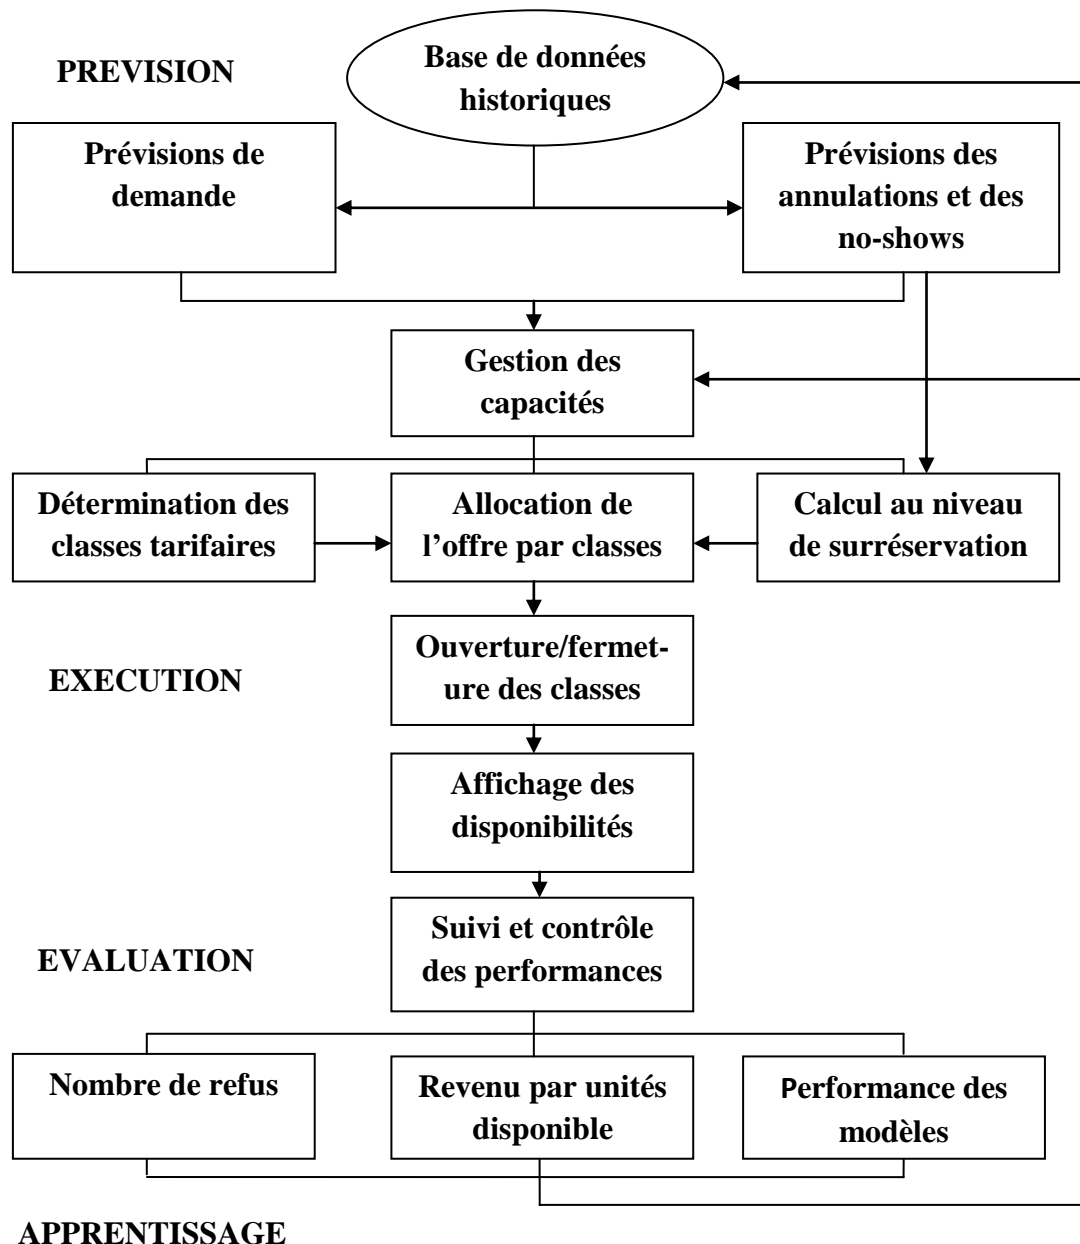 PREVISION
Base de données
historiques
Prévisions de
demande
Prévisions des
annulations et des
no-shows
Gestion des
capacités
Détermination des
classes tarifaires
Allocation de
l’offre par classes
Calcul au niveau
de surréservation
EXECUTION
Ouverture/fermet-
ure des classes
Affichage des
disponibilités
EVALUATION
Suivi et contrôle
des performances
Nombre de refus
Revenu par unités
disponible
Performance des
modèles
APPRENTISSAGE